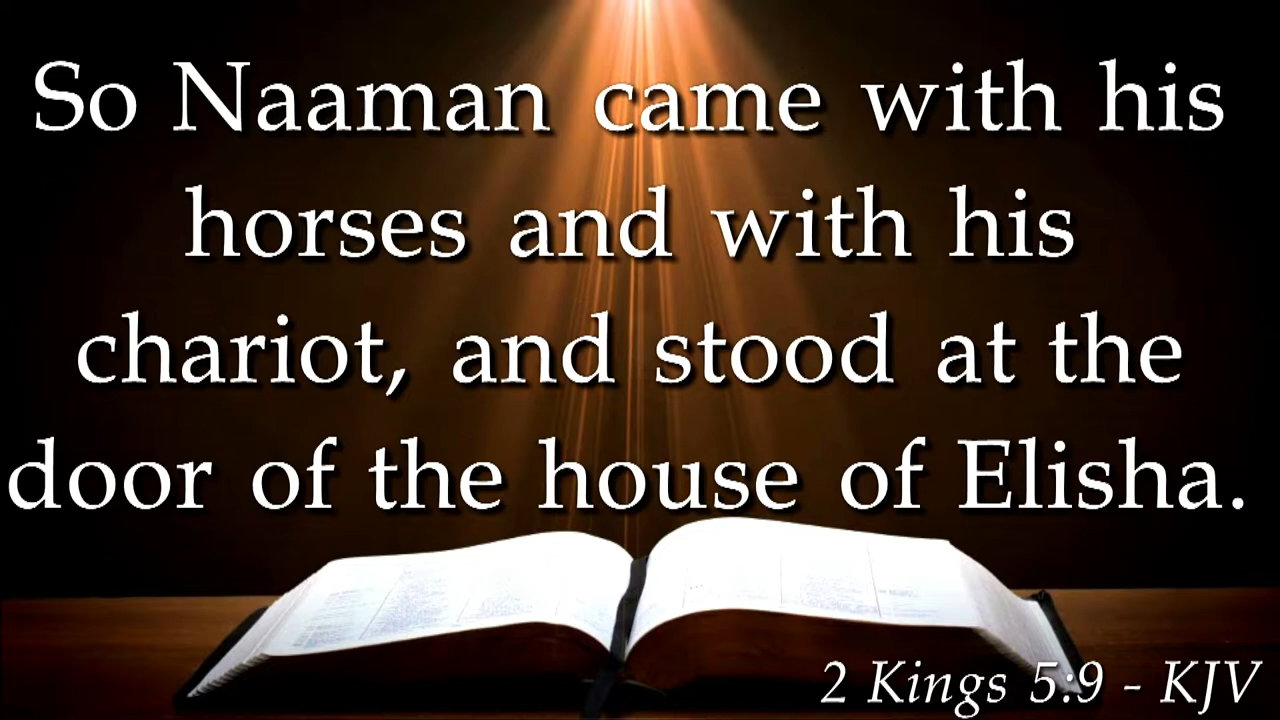 So Naaman came with his
horses and with his
chariot, and stood at the
door of the house of Elisha.
2 Kings 5:9 - KJV